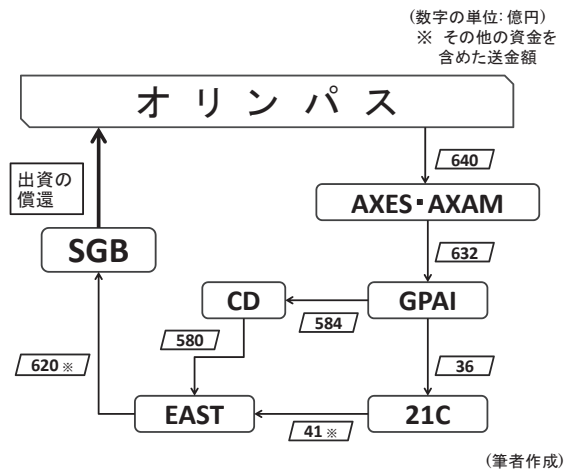 (数字の単位: 億円)
※ その他の資金を
含めた送金額
オリンパス
出資の
償還
640
AXES・AXAM
SGB
632
CD
GPAI
584
580
620 ※
36
EAST
21C
41 ※
(筆者作成)